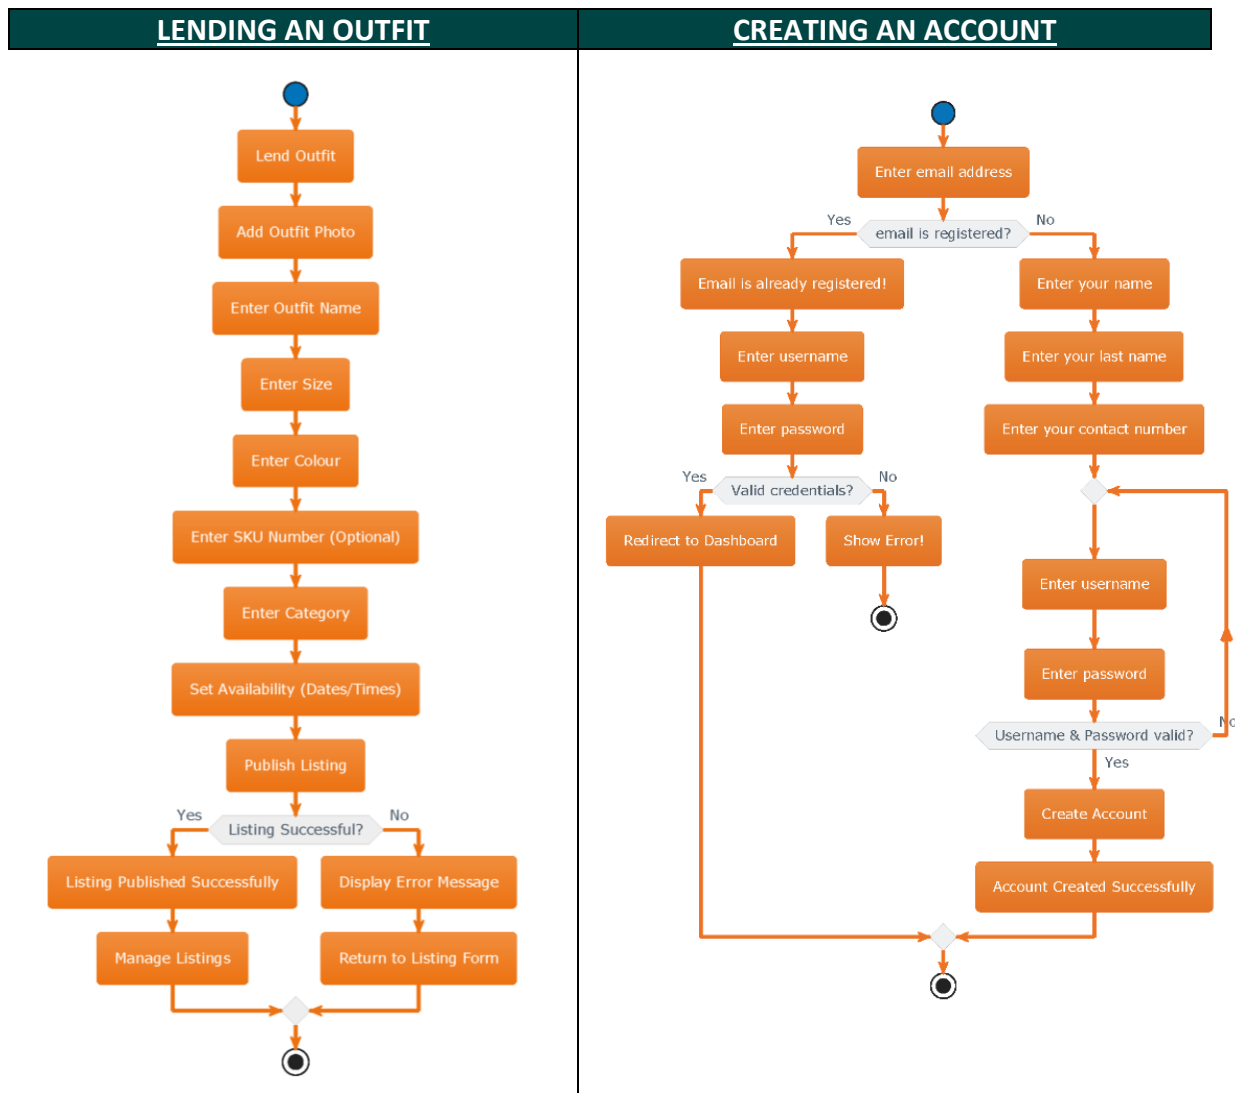 LENDING AN OUTFIT
Lend Outfit
Add Outfit Photo
Enter Outfit Name
Enter Size
Enter Colour
Enter SKU Number (Optional)
Enter Category
Set Availability (Dates/Times)
Publish Listing
Yes
Listing Successful?
No
Listing Published Successfully
Display Error Message
Manage Listings
Return to Listing Form
CREATING AN ACCOUNT
Enter email address
Yes
email is registered?
No
Email is already registered!
Enter your name
Enter username
Enter your last name
Enter password
Enter your contact number
Yes
Valid credentials?
No
Redirect to Dashboard
Show Error!
Enter username
Enter password
Username & Password valid?
No
Yes
Create Account
Account Created Successfully